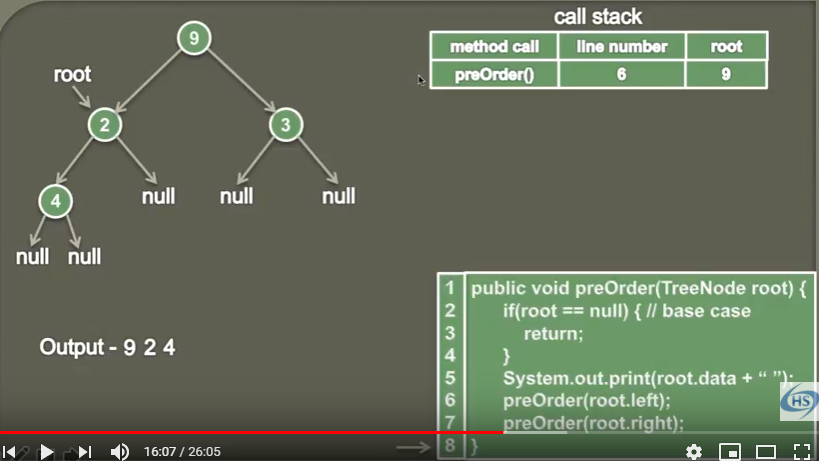 call stack
method call line number root
preOrder() 6 9
9
root
2 3
4 null null null
null null
Output - 9 2 4
1 public void preOrder(TreeNode root) {
2 if(root == null) { // base case
3 return;
4 }
5 System.out.print(root.data + “ ”);
6 preOrder(root.left);
7 preOrder(root.right);
8 }
HS
16:07 / 26:05